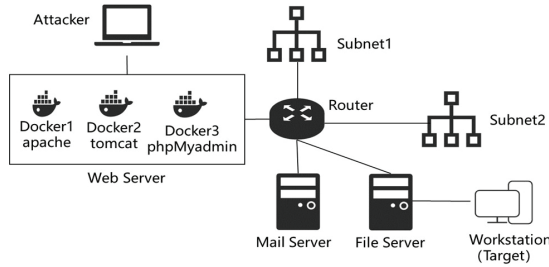 Attacker
Subnet1
Router
Docker1
apache
Docker2
tomcat
Docker3
phpMyadmin
Subnet2
Web Server
Mail Server
File Server
Workstation
(Target)